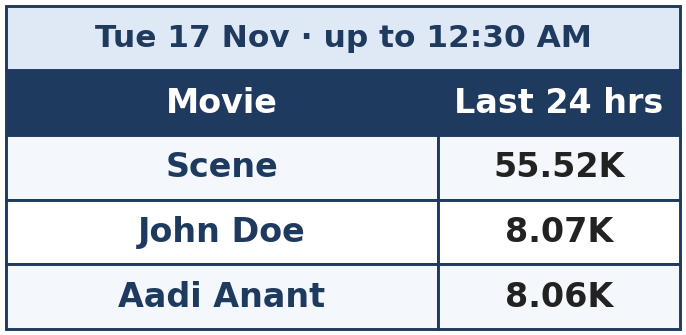 Tue 17 Nov · up to 12:30 AM
Movie Last 24 hrs
Scene 55.52K
John Doe 8.07K
Aadi Anant 8.06K